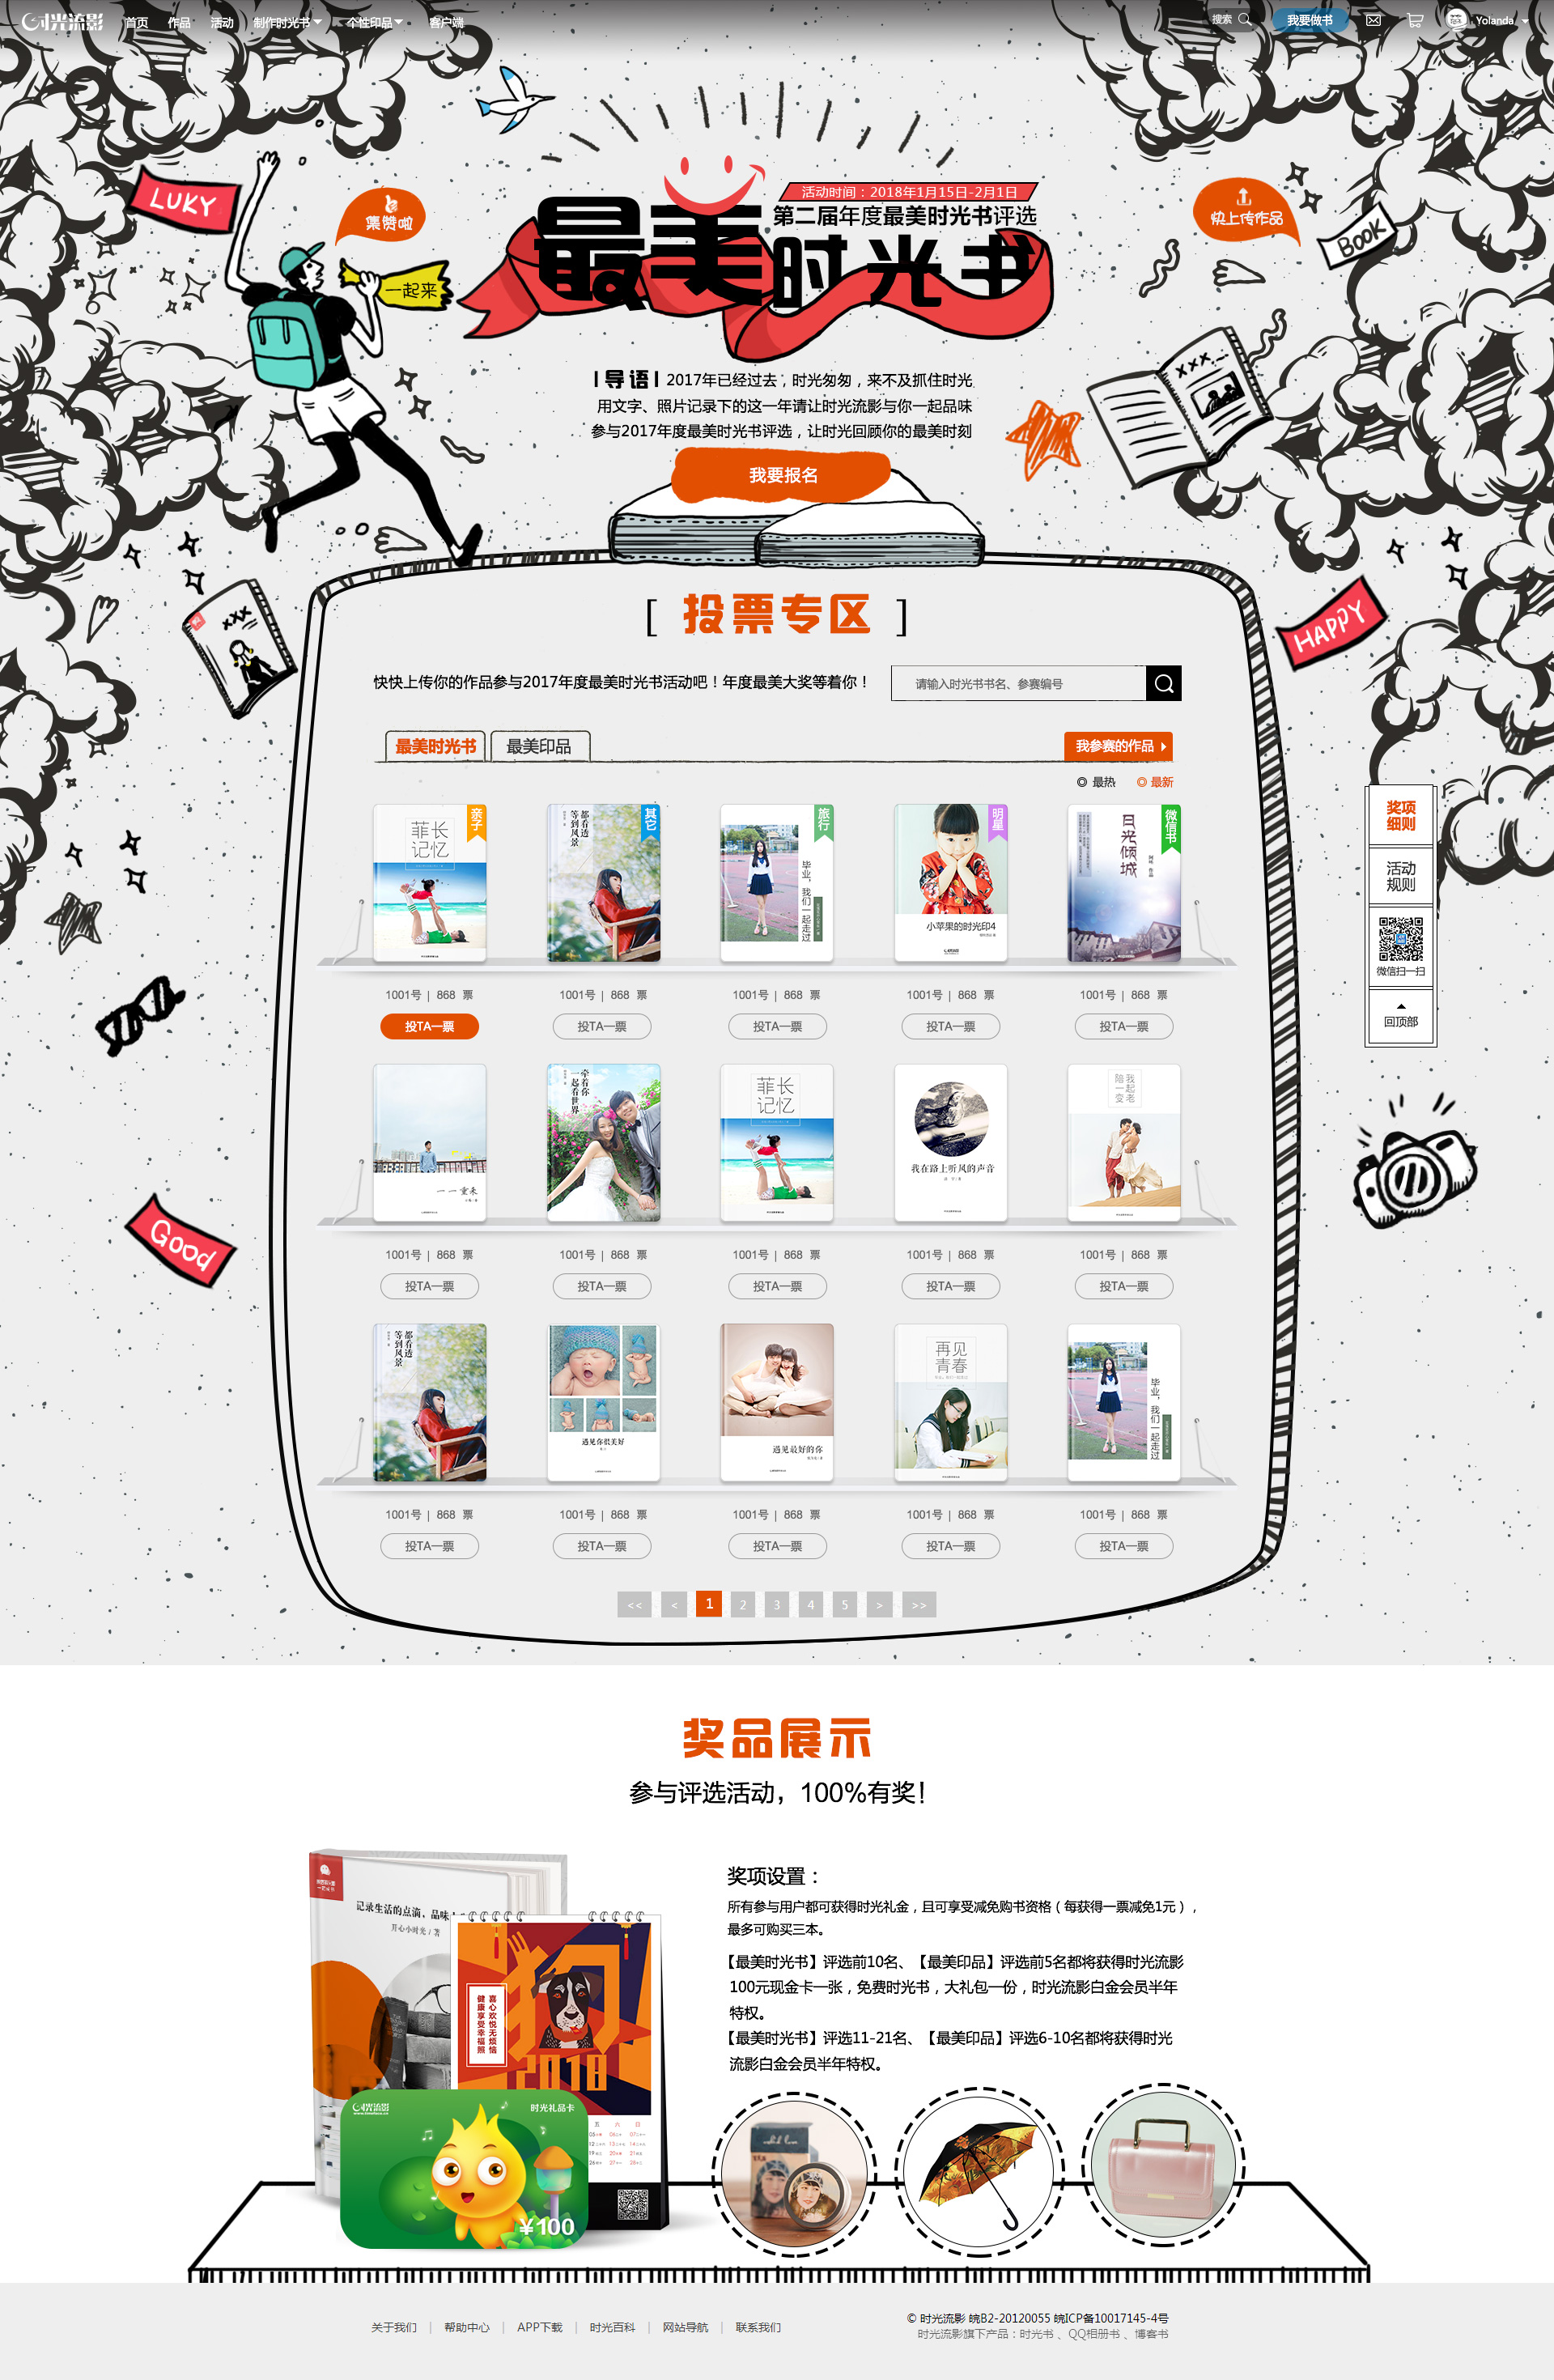 时光流影 首页 作品 活动 制作时光书 个性印品 客户端 搜索 我要做书 Yolanda
LUKY
集赞啦
一起来
活动时间：2018年1月15日-2月1日
第二届年度最美时光书评选
最美时光书
快上传作品
BOOK
导语 2017年已经过去，时光匆匆，来不及抓住时光
用文字、照片记录下的这一年请让时光流影与你一起品味
参与2017年度最美时光书评选，让时光回顾你的最美时刻
XXX
我要报名
XXX
HAPPY
[ 投票专区 ]
快快上传你的作品参与2017年度最美时光书活动吧！年度最美大奖等着你！
请输入时光书书名、参赛编号
最美时光书 最美印品 我参赛的作品
最热 最新
奖项
细则
活动
规则
微信扫一扫
回顶部
亲子
菲长
记忆
其它
都看透
等到风景
旅行
毕业，我们一起走过
明星
小苹果的时光印4
微信书
月光倾城
1001号 | 868 票 1001号 | 868 票 1001号 | 868 票 1001号 | 868 票 1001号 | 868 票
投TA一票 投TA一票 投TA一票 投TA一票 投TA一票
一一重来
牵着你
一起看世界
菲长
记忆
我在路上听风的声音
我起老
陪一变
1001号 | 868 票 1001号 | 868 票 1001号 | 868 票 1001号 | 868 票 1001号 | 868 票
投TA一票 投TA一票 投TA一票 投TA一票 投TA一票
Good
都看透
等到风景
遇见你很美好
遇见最好的你
再见
青春
毕业，我们一起走过
1001号 | 868 票 1001号 | 868 票 1001号 | 868 票 1001号 | 868 票 1001号 | 868 票
投TA一票 投TA一票 投TA一票 投TA一票 投TA一票
<< < 1 2 3 4 5 > >>
奖品展示
参与评选活动，100%有奖！
记录生活的点滴、品味
开心小时光 / 著
狗
喜心欢悦无烦恼
健康享受幸福照
2018
时光流影
时光礼品卡
¥100
五 六 日
奖项设置：
所有参与用户都可获得时光礼金，且可享受减免购书资格（每获得一票减免1元），
最多可购买三本。
【最美时光书】评选前10名、【最美印品】评选前5名都将获得时光流影
100元现金卡一张，免费时光书，大礼包一份，时光流影白金会员半年
特权。
【最美时光书】评选11-21名、【最美印品】评选6-10名都将获得时光
流影白金会员半年特权。
关于我们 | 帮助中心 | APP下载 | 时光百科 | 网站导航 | 联系我们
© 时光流影 皖B2-20120055 皖ICP备10017145-4号
时光流影旗下产品：时光书 、QQ相册书 、博客书